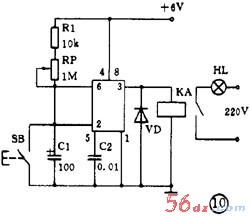 +6V
R1
10k
RP
1M
4 8
6 3
KA
HL
220V
2
SB
5 1
VD
C1
100
C2
0.01
56dz.com
10